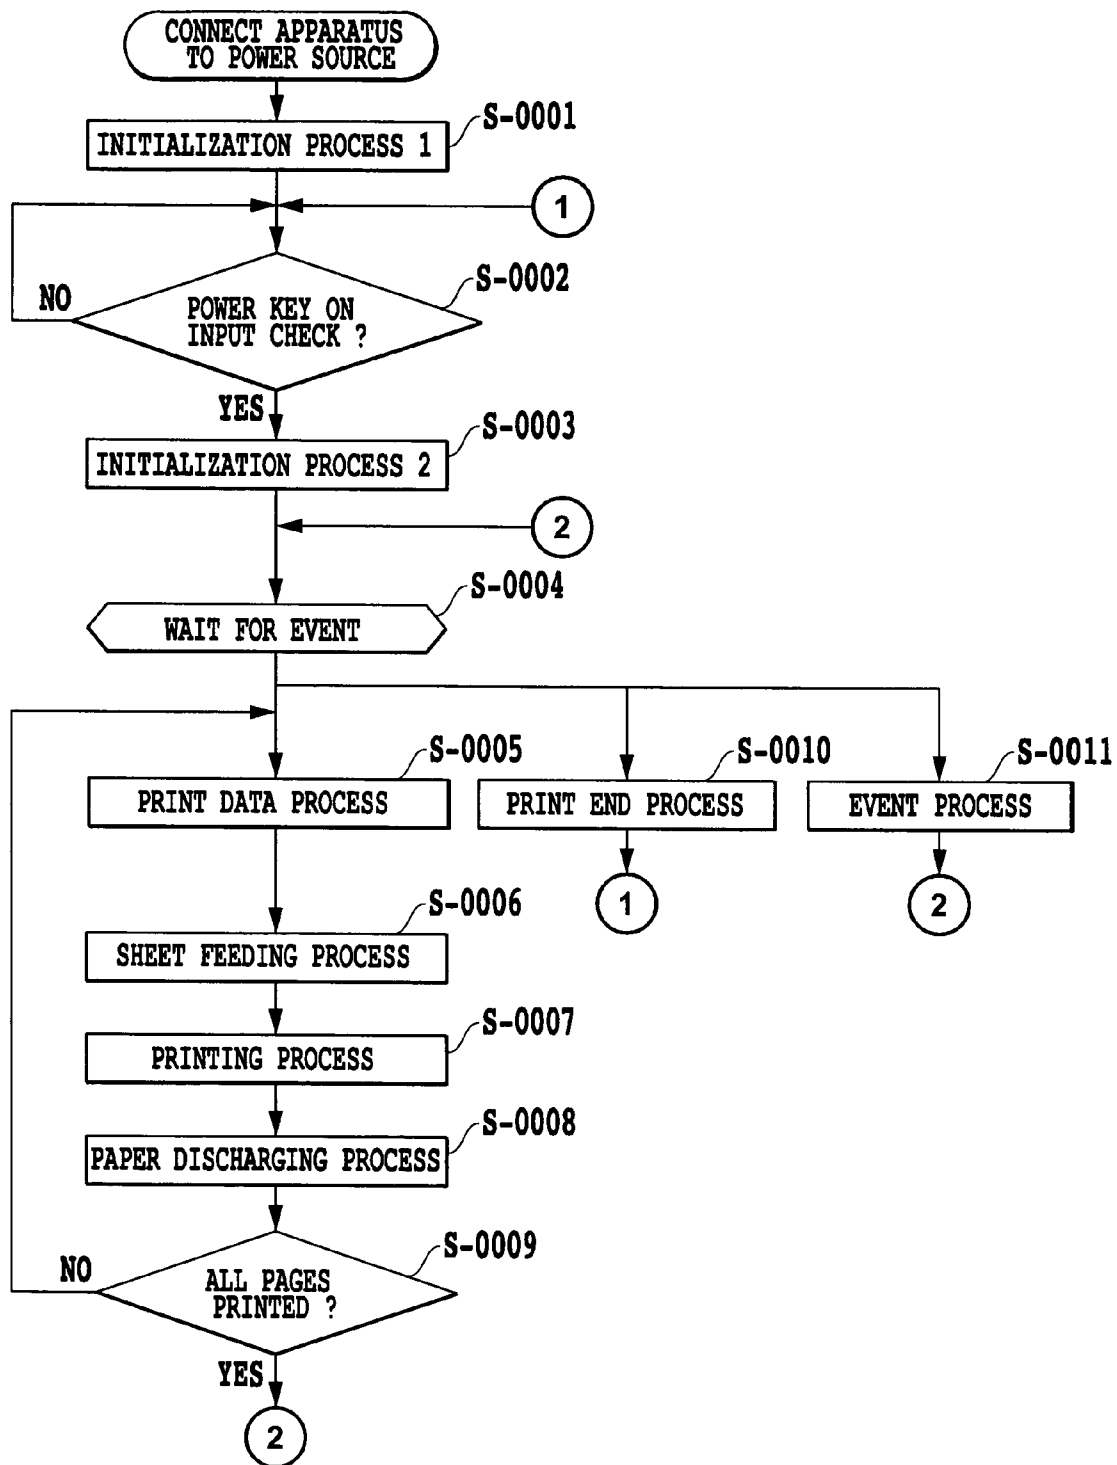 CONNECT APPARATUS
TO POWER SOURCE
S-0001
INITIALIZATION PROCESS 1
1
S-0002
NO
POWER KEY ON
INPUT CHECK ?
YES
S-0003
INITIALIZATION PROCESS 2
2
S-0004
WAIT FOR EVENT
S-0005
S-0010
S-0011
PRINT DATA PROCESS
PRINT END PROCESS
EVENT PROCESS
1
2
S-0006
SHEET FEEDING PROCESS
S-0007
PRINTING PROCESS
S-0008
PAPER DISCHARGING PROCESS
S-0009
NO
ALL PAGES
PRINTED ?
YES
2